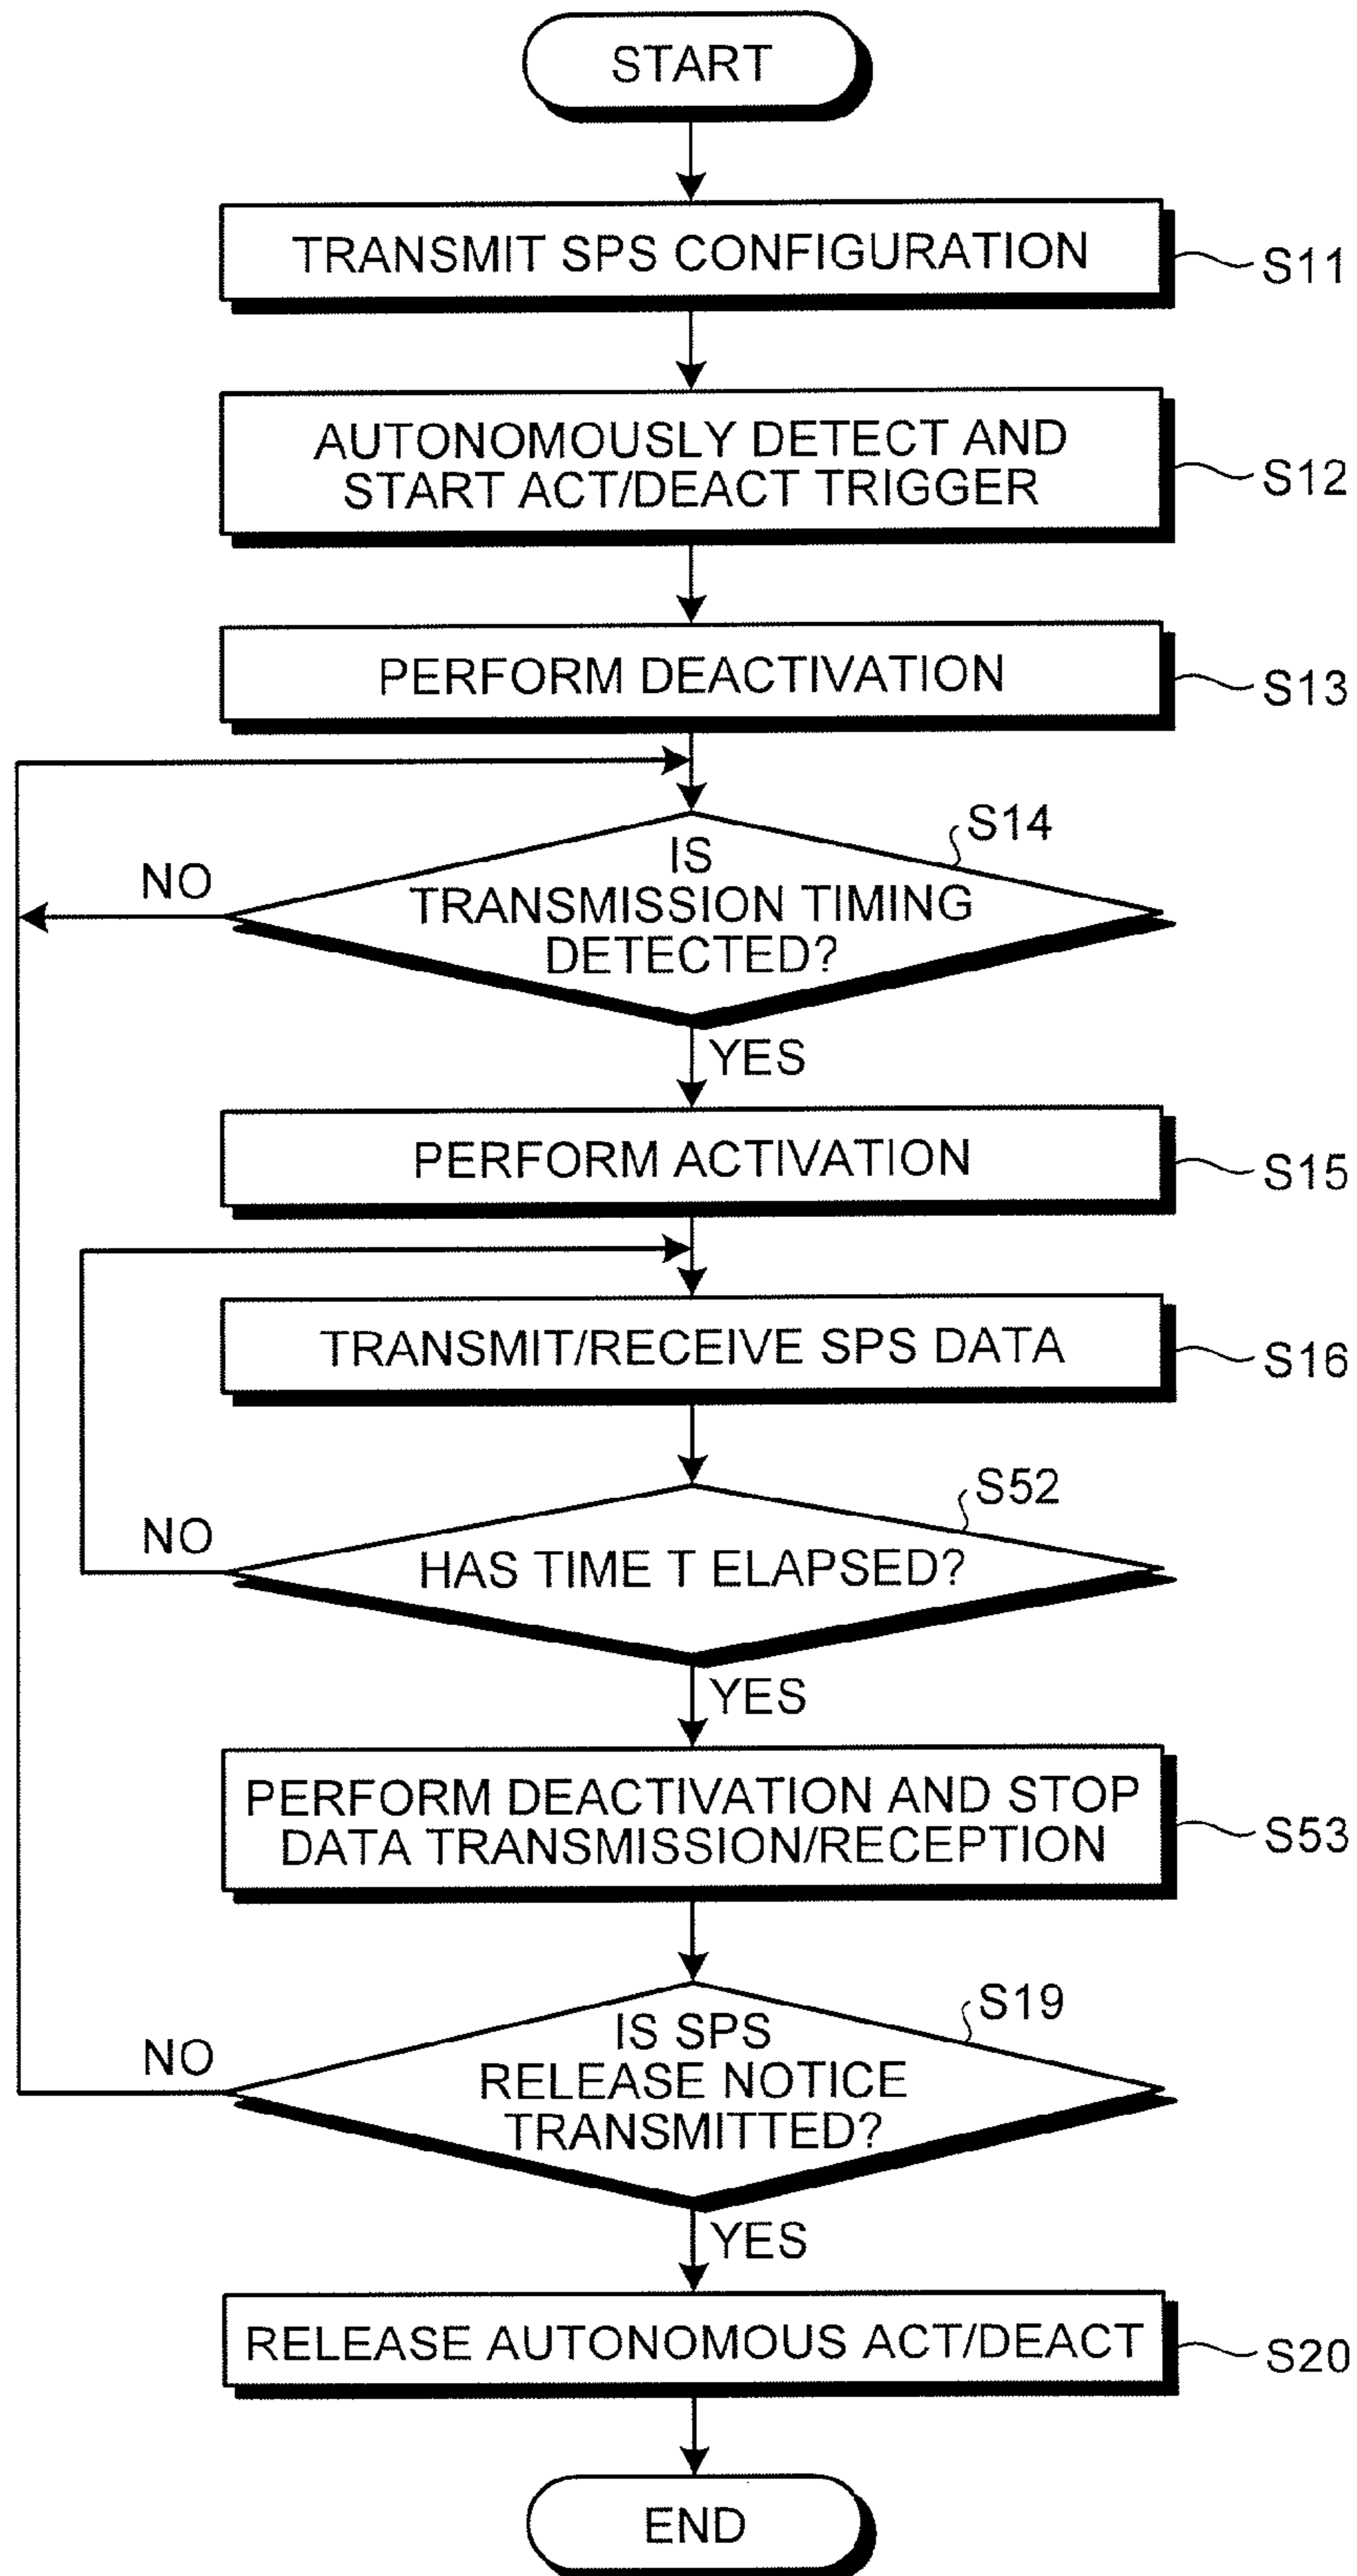 START
TRANSMIT SPS CONFIGURATION
S11
AUTONOMOUSLY DETECT AND
START ACT/DEACT TRIGGER
S12
PERFORM DEACTIVATION
S13
S14
NO
IS
TRANSMISSION TIMING
DETECTED?
YES
PERFORM ACTIVATION
S15
TRANSMIT/RECEIVE SPS DATA
S16
S52
NO
HAS TIME T ELAPSED?
YES
PERFORM DEACTIVATION AND STOP
DATA TRANSMISSION/RECEPTION
S53
S19
NO
IS SPS
RELEASE NOTICE
TRANSMITTED?
YES
RELEASE AUTONOMOUS ACT/DEACT
S20
END